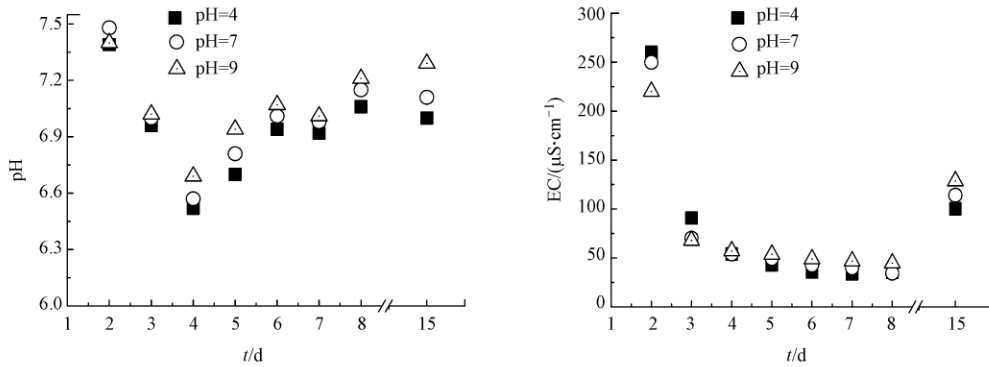 7.5
7.2
6.9
6.6
6.3
6.0
pH
pH=4
pH=7
pH=9
1 2 3 4 5 6 7 8 15
t/d
300
250
200
150
100
50
0
EC/(μS·cm⁻¹)
pH=4
pH=7
pH=9
1 2 3 4 5 6 7 8 15
t/d